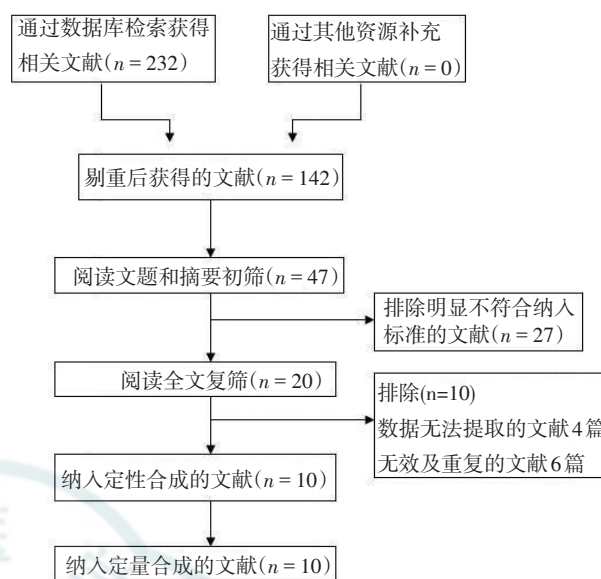 通过数据库检索获得
相关文献(n=232)
通过其他资源补充
获得相关文献(n=0)
剔重后获得的文献(n=142)
阅读文题和摘要初筛(n=47)
排除明显不符合纳入
标准的文献(n=27)
阅读全文复筛(n=20)
排除(n=10)
数据无法提取的文献4篇
无效及重复的文献6篇
纳入定性合成的文献(n=10)
纳入定量合成的文献(n=10)